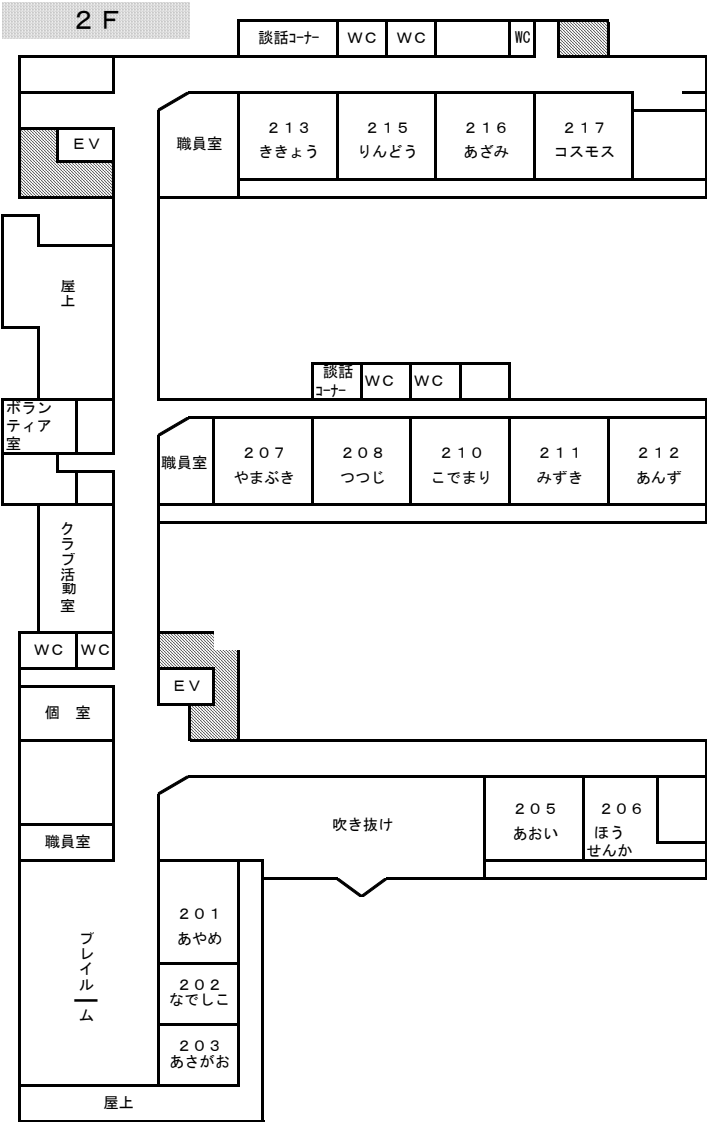 ２Ｆ
談話ｺｰﾅｰ
ＷＣ
ＷＣ
WC
ＥＶ
職員室
２１３
ききょう
２１５
りんどう
２１６
あざみ
２１７
コスモス
屋上
談話
ｺｰﾅｰ
ＷＣ
ＷＣ
ボラン
ティア
室
職員室
２０７
やまぶき
２０８
つつじ
２１０
こでまり
２１１
みずき
２１２
あんず
クラブ活動室
ＷＣ
ＷＣ
ＥＶ
個　室
吹き抜け
２０５
あおい
２０６
ほう
せんか
職員室
２０１
あやめ
プレイルーム
２０２
なでしこ
２０３
あさがお
屋上